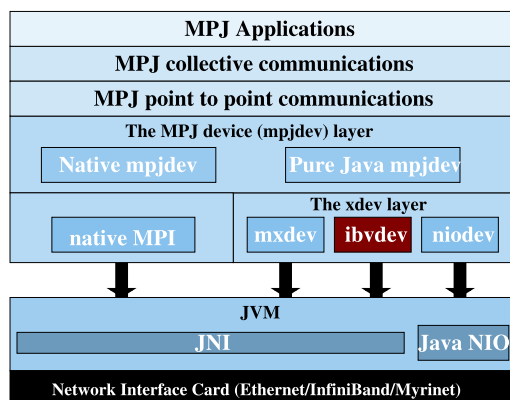 MPJ Applications
MPJ collective communications
MPJ point to point communications
The MPJ device (mpjdev) layer
Native mpjdev
Pure Java mpjdev
The xdev layer
native MPI
mxdev
ibvdev
niodev
JVM
JNI
Java NIO
Network Interface Card (Ethernet/InfiniBand/Myrinet)